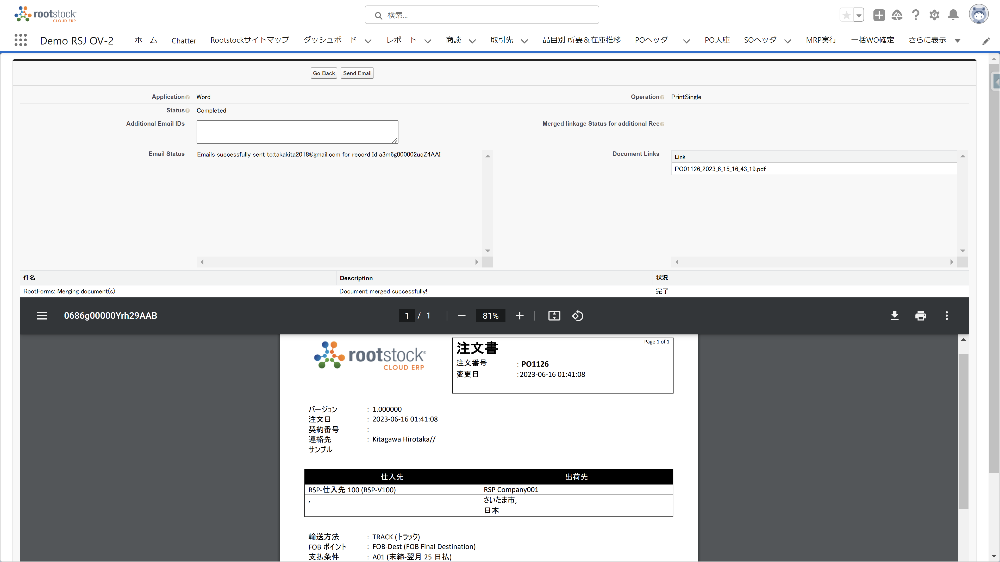 rootstock®
CLOUD ERP
検索...
Demo RSJ OV-2
ホーム
Chatter
Rootstockサイトマップ
ダッシュボード
レポート
商談
取引先
品目別 所要＆在庫推移
POヘッダー
PO入庫
SOヘッダ
MRP実行
一括WO確定
さらに表示
Go Back
Send Email
Application
Word
Operation
PrintSingle
Status
Completed
Additional Email IDs
Merged linkage Status for additional Rec
Email Status
Emails successfully sent to:takakita2018@gmail.com for record Id a3m6g000002uqZ4AAI
Document Links
Link
PO01126_2023_6_15_16_43_19.pdf
件名
Description
状況
RootForms: Merging document(s)
Document merged successfully!
完了
0686g00000Yrh29AAB
1 / 1
81%
rootstock®
CLOUD ERP
注文書
Page 1 of 1
注文番号 : PO1126
変更日 : 2023-06-16 01:41:08
バージョン : 1.000000
注文日 : 2023-06-16 01:41:08
契約番号 :
連絡先 : Kitagawa Hirotaka//
サンプル
仕入先
出荷先
RSP-仕入先 100 (RSP-V100)
RSP Company001
,
さいたま市,
日本
輸送方法 : TRACK (トラック)
FOB ポイント : FOB-Dest (FOB Final Destination)
支払条件 : A01 (末締-翌月 25 日払)